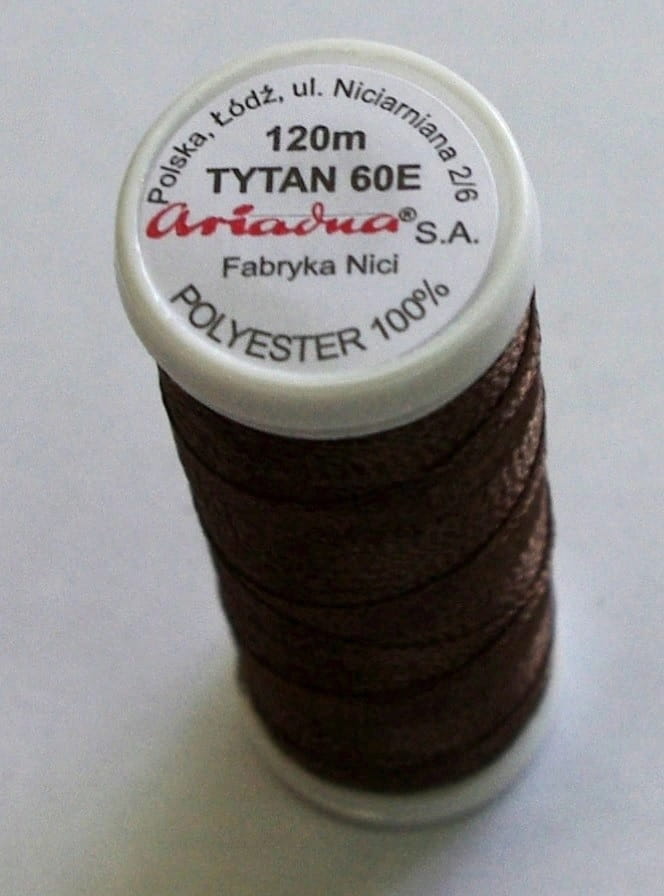 Polska, Łódź, ul. Niciarniana 2/6
120m
TYTAN 60E
Ariadna® S.A.
Fabryka Nici
POLYESTER 100%